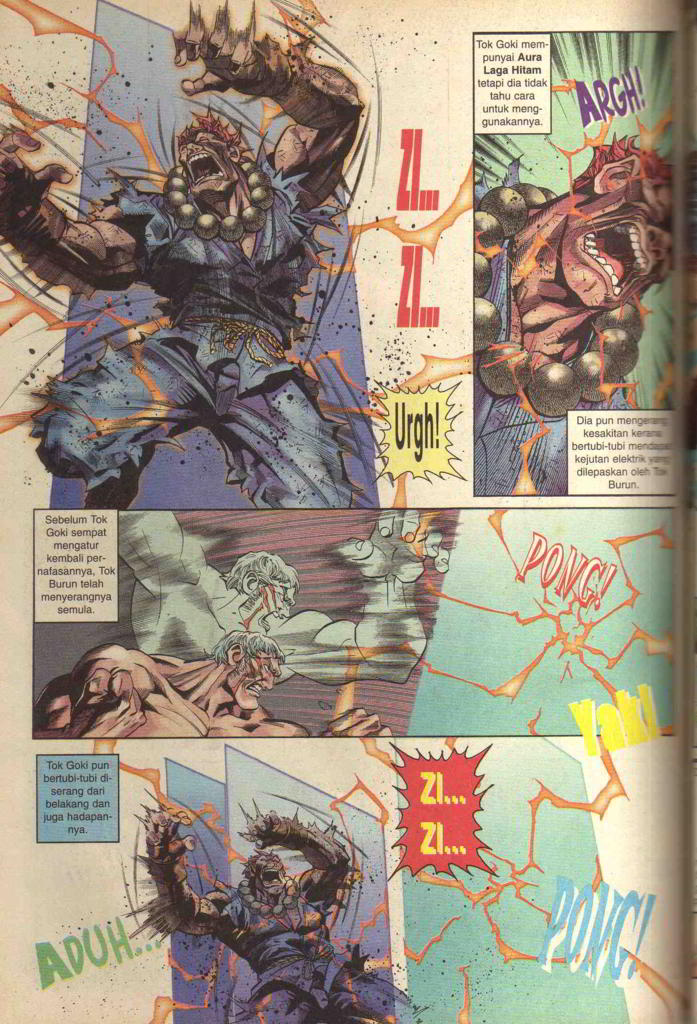 Tok Goki mem-
punyai Aura
Laga Hitam
tetapi dia tidak
tahu cara
untuk meng-
gunakannya.
ARGH!
ZI...
ZI...
Urgh!
Dia pun mengerang
kesakitan kerana
bertubi-tubi mendapat
kejutan elektrik yang
dilepaskan oleh Tok
Burun.
Sebelum Tok
Goki sempat
mengatur
kembali per-
nafasannya, Tok
Burun telah
menyerangnya
semula.
PONG!
Yak!
Tok Goki pun
bertubi-tubi di-
serang dari
belakang dan
juga hadapan-
nya.
ZI...
ZI...
ADUH...
PONG!